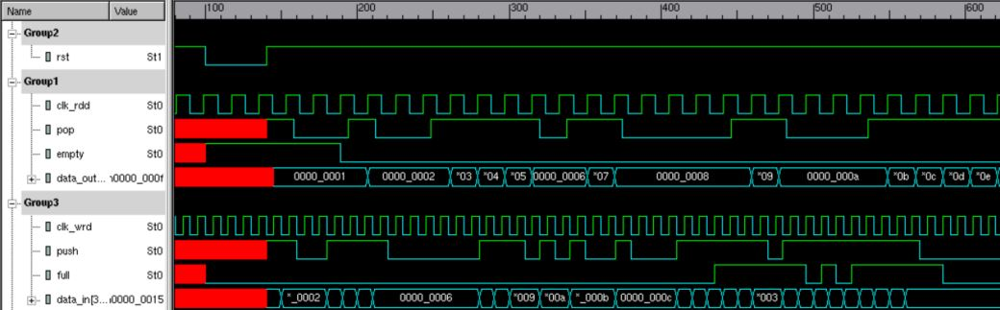 Name Value |100 |200 |300 |400 |500 |600
Group2
rst St1
Group1
clk_rdd St0
pop St0
empty St0
data_out... 0000_000f 0000_0001 0000_0002 *03 *04 *05 0000_0006 *07 0000_0008 *09 0000_000a *0b *0c *0d *0e
Group3
clk_wrd St0
push St0
full St0
data_in[3... 0000_0015 *_0002 0000_0006 *009 *00a *_000b 0000_000c *003